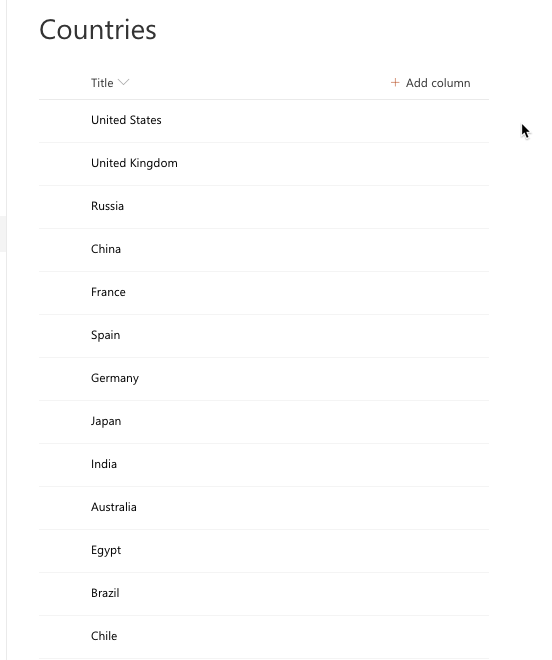 Countries
Title + Add column
United States
United Kingdom
Russia
China
France
Spain
Germany
Japan
India
Australia
Egypt
Brazil
Chile